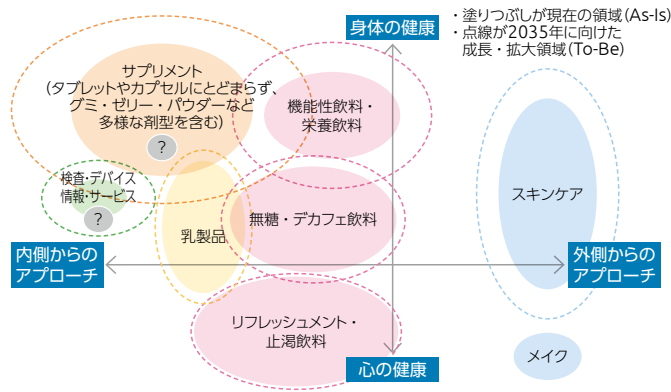 身体の健康
・塗りつぶしが現在の領域(As-Is)
・点線が2035年に向けた
成長・拡大領域(To-Be)
サプリメント
(タブレットやカプセルにとどまらず、
グミ・ゼリー・パウダーなど
多様な剤型を含む)
?
機能性飲料・
栄養飲料
検査・デバイス
情報・サービス
?
乳製品
無糖・デカフェ飲料
スキンケア
内側からの
アプローチ
外側からの
アプローチ
リフレッシュメント・
止渇飲料
メイク
心の健康